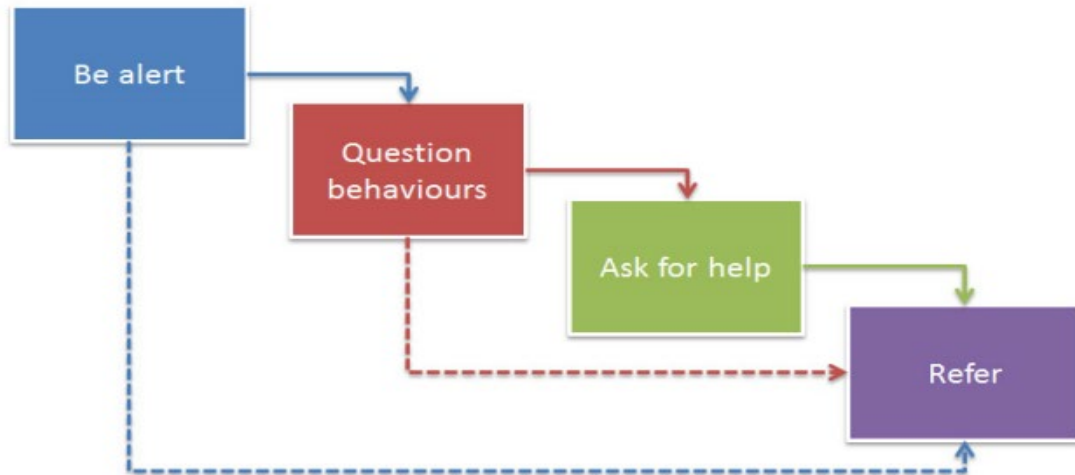 Be alert
Question
behaviours
Ask for help
Refer